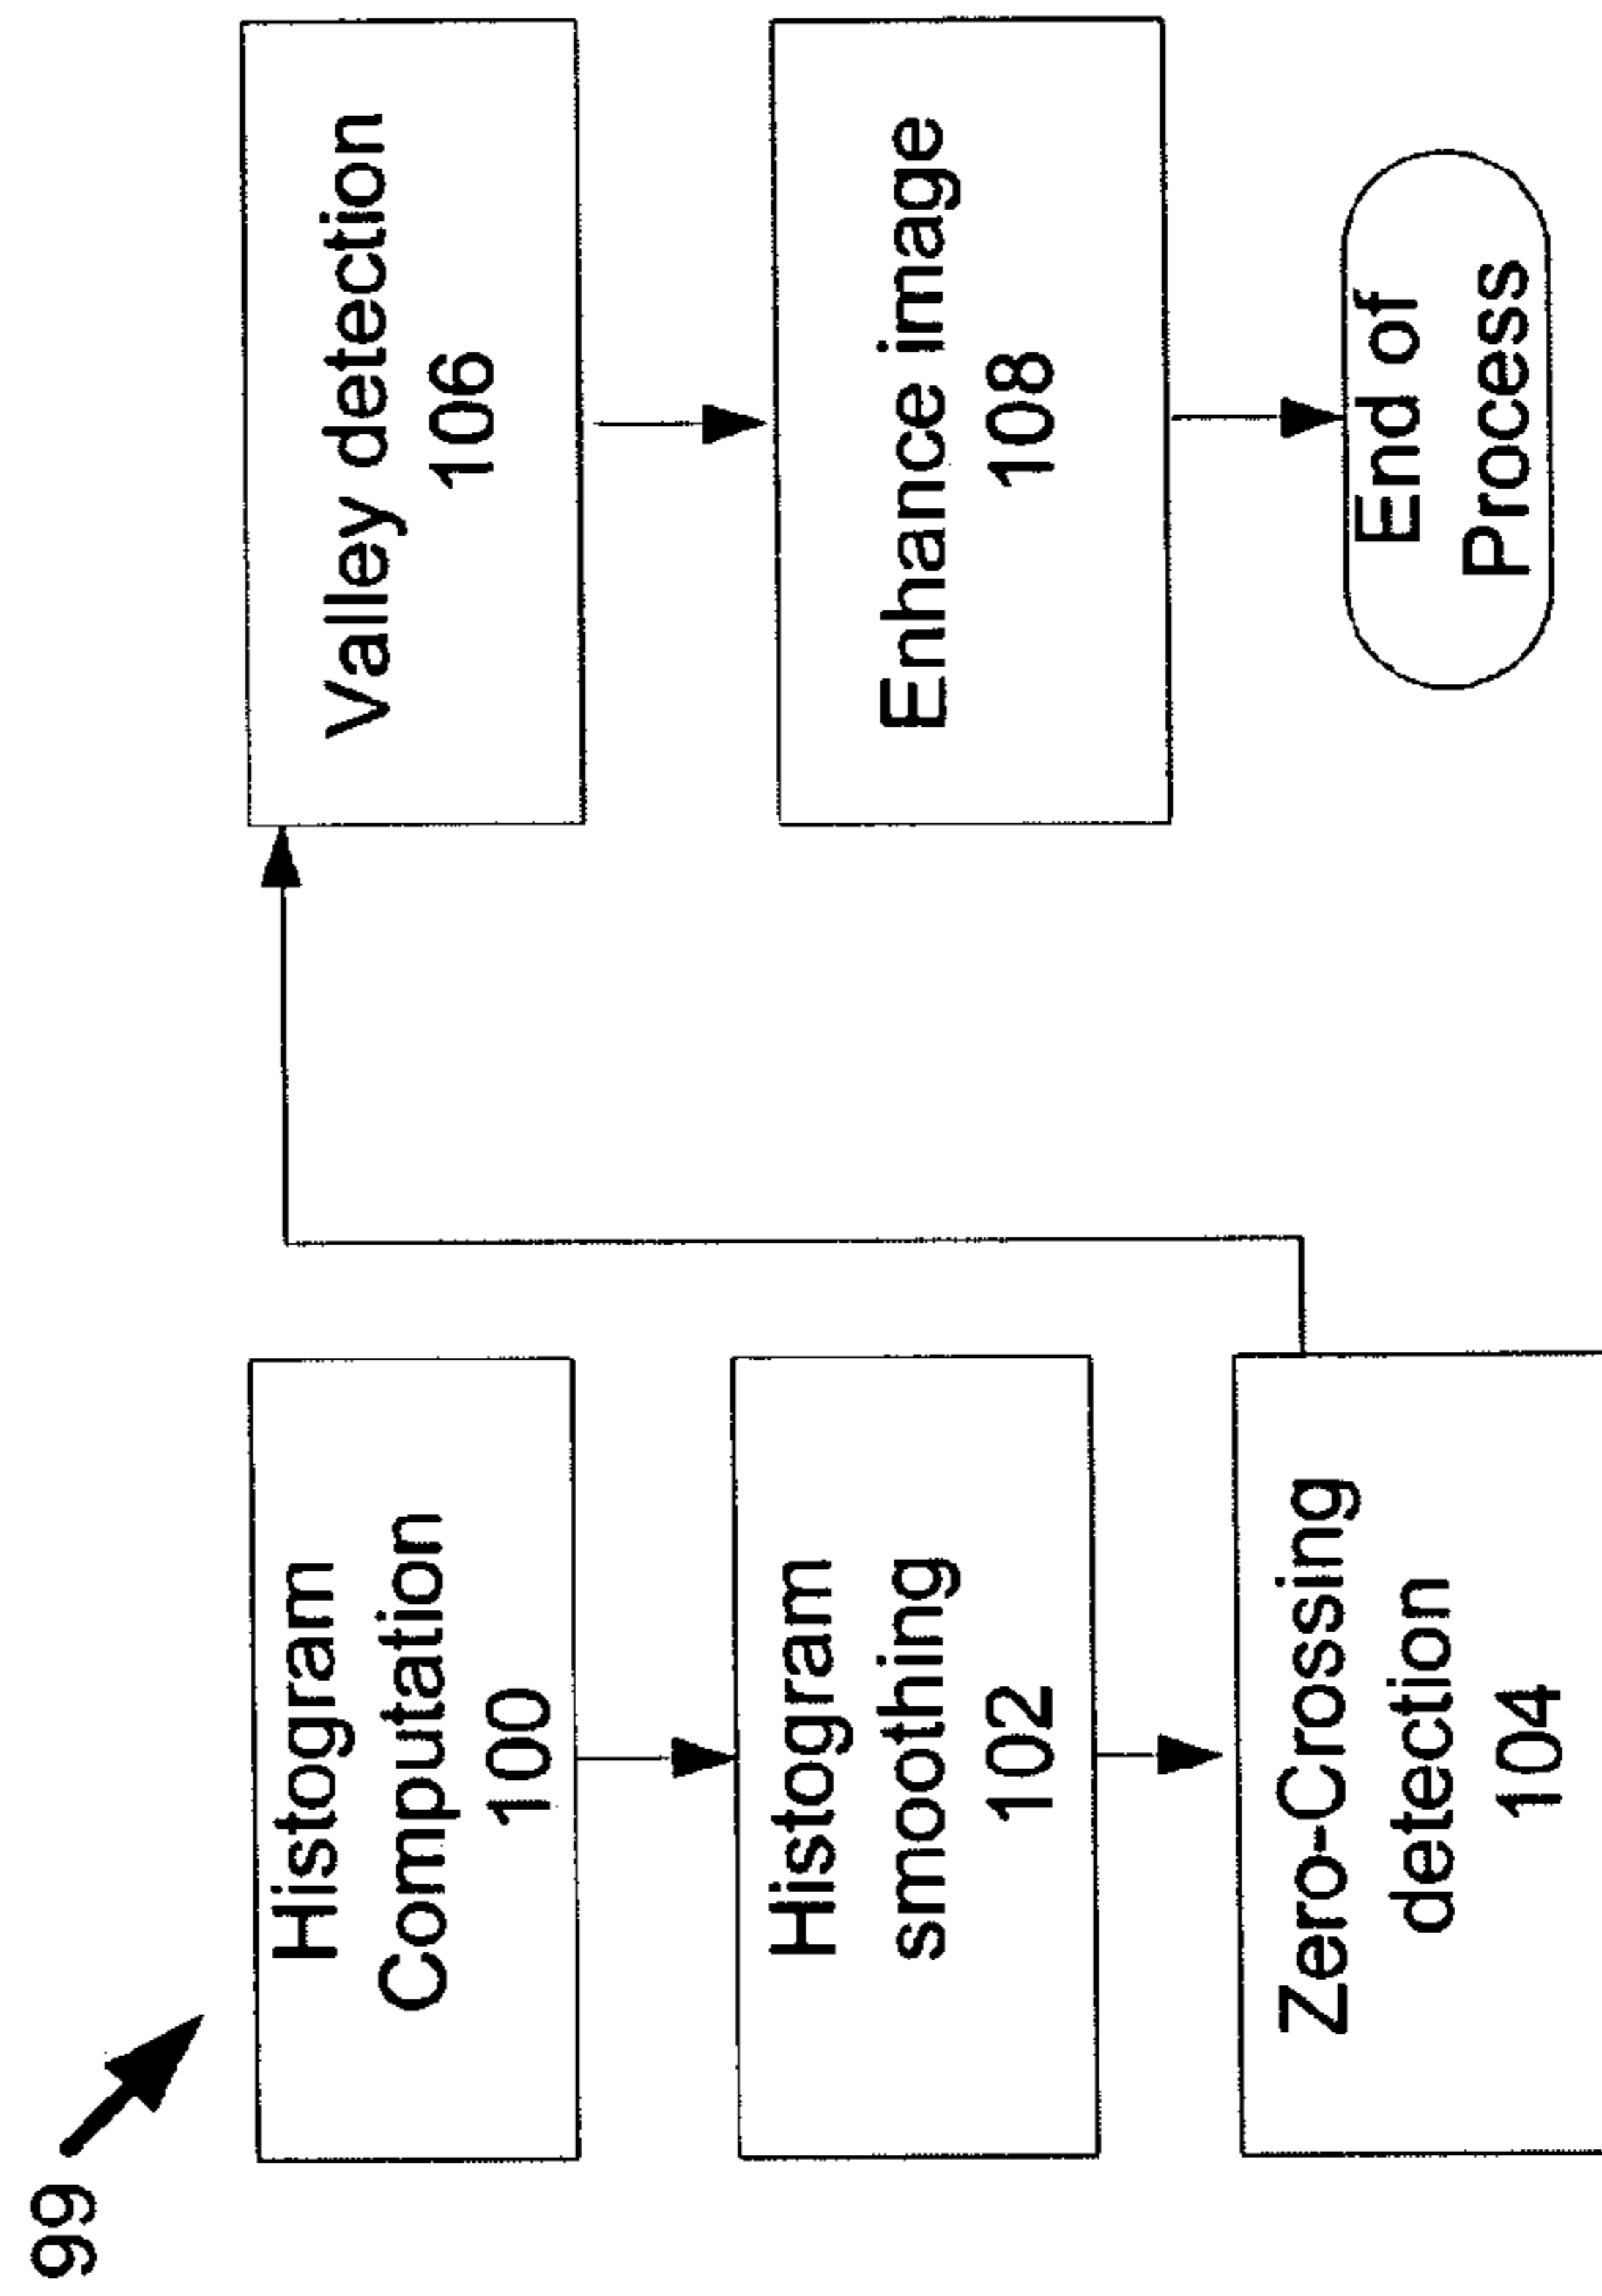 99
Histogram
Computation
100
Histogram
smoothing
102
Zero-Crossing
detection
104
Valley detection
106
Enhance image
108
End of
Process